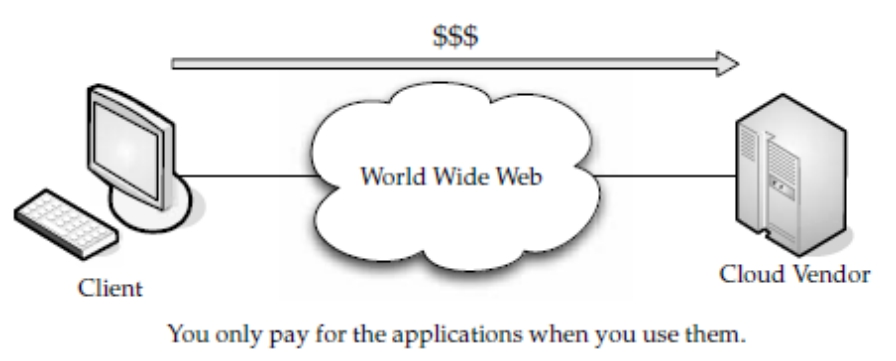 $$$
World Wide Web
Client
Cloud Vendor
You only pay for the applications when you use them.